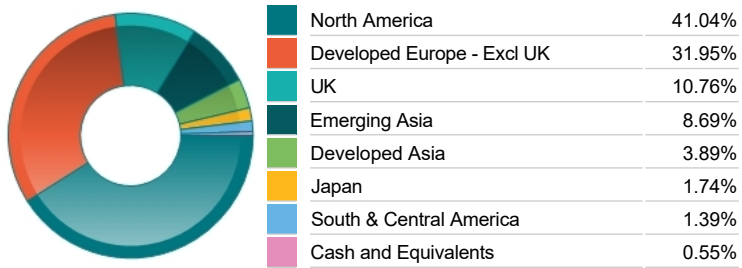 North America 41.04%
Developed Europe - Excl UK 31.95%
UK 10.76%
Emerging Asia 8.69%
Developed Asia 3.89%
Japan 1.74%
South & Central America 1.39%
Cash and Equivalents 0.55%